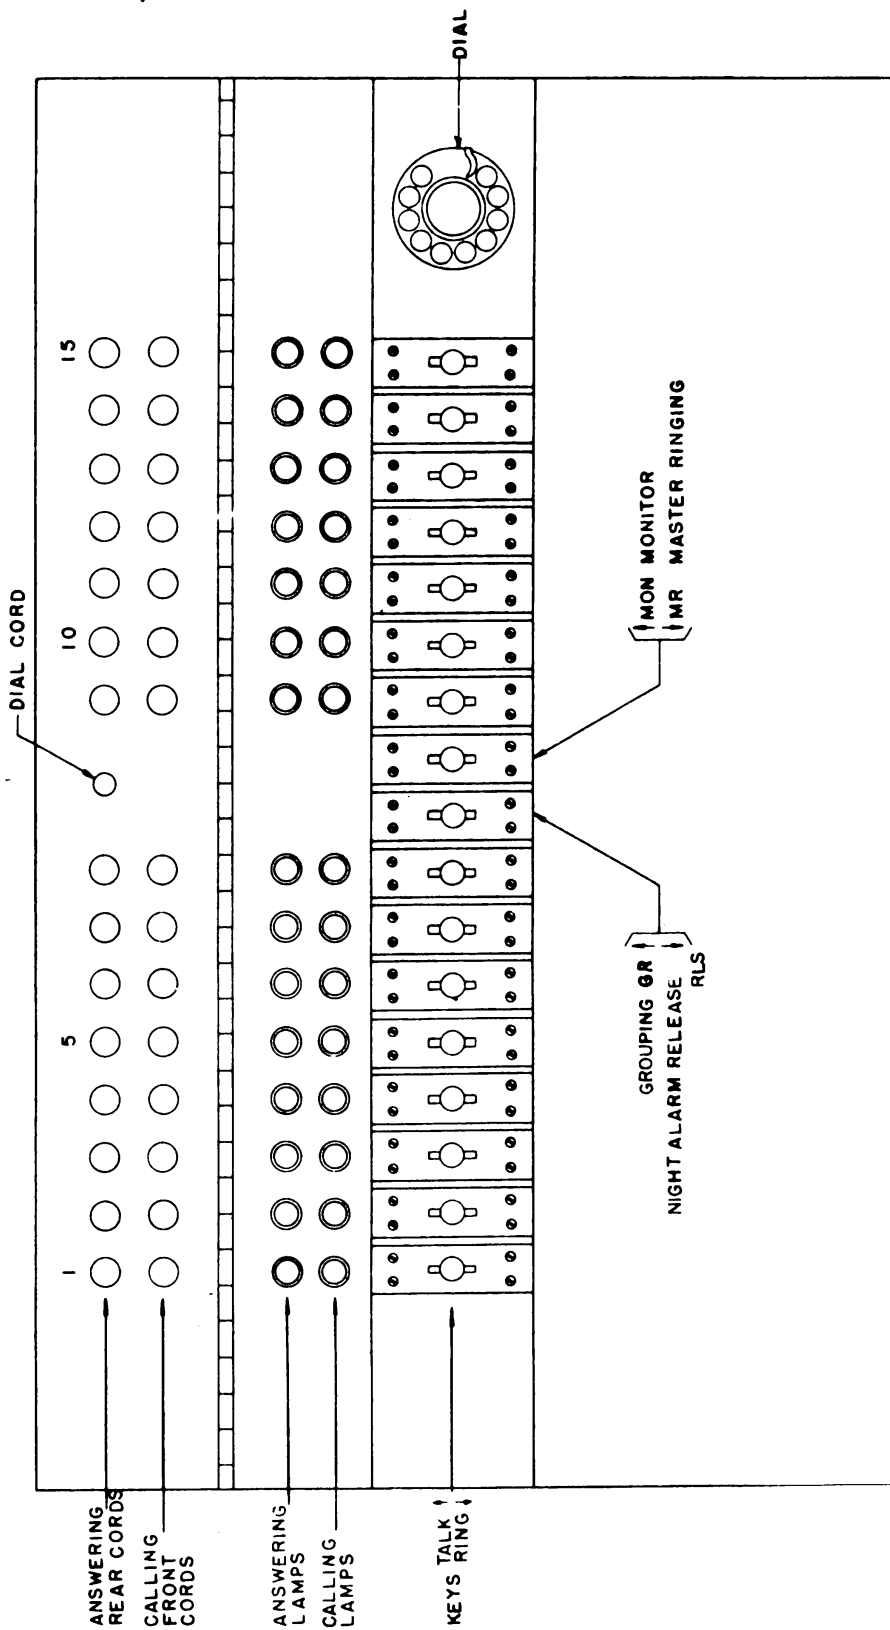 DIAL CORD
DIAL
1
5
10
15
ANSWERING
REAR CORDS
CALLING
FRONT
CORDS
ANSWERING
LAMPS
CALLING
LAMPS
KEYS TALK
RING
GROUPING GR
NIGHT ALARM RELEASE
RLS
MON MONITOR
MR MASTER RINGING